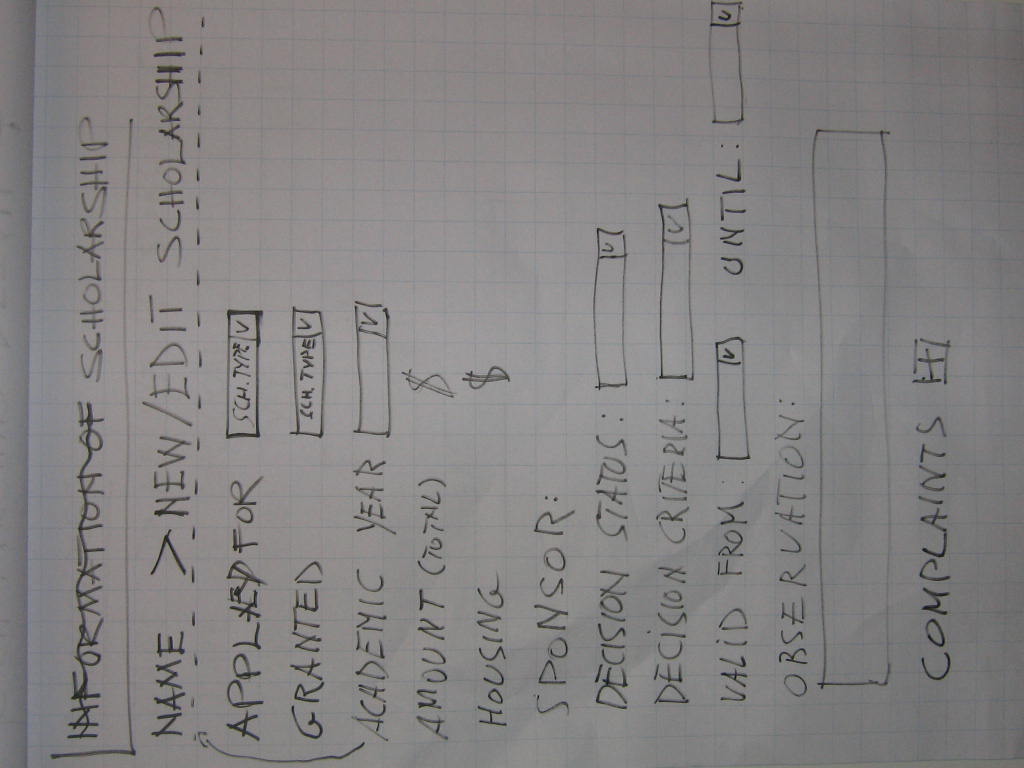 INFORMATION OF SCHOLARSHIP
NAME > NEW/EDIT SCHOLARSHIP
APPLIED FOR SCH. TYPE V
GRANTED SCH. TYPE V
ACADEMIC YEAR V
AMOUNT (TOTAL) $
HOUSING $
SPONSOR:
DECISION STATUS: V
DECISION CRITERIA: V
VALID FROM: V UNTIL: V
OBSERVATION:
COMPLAINTS